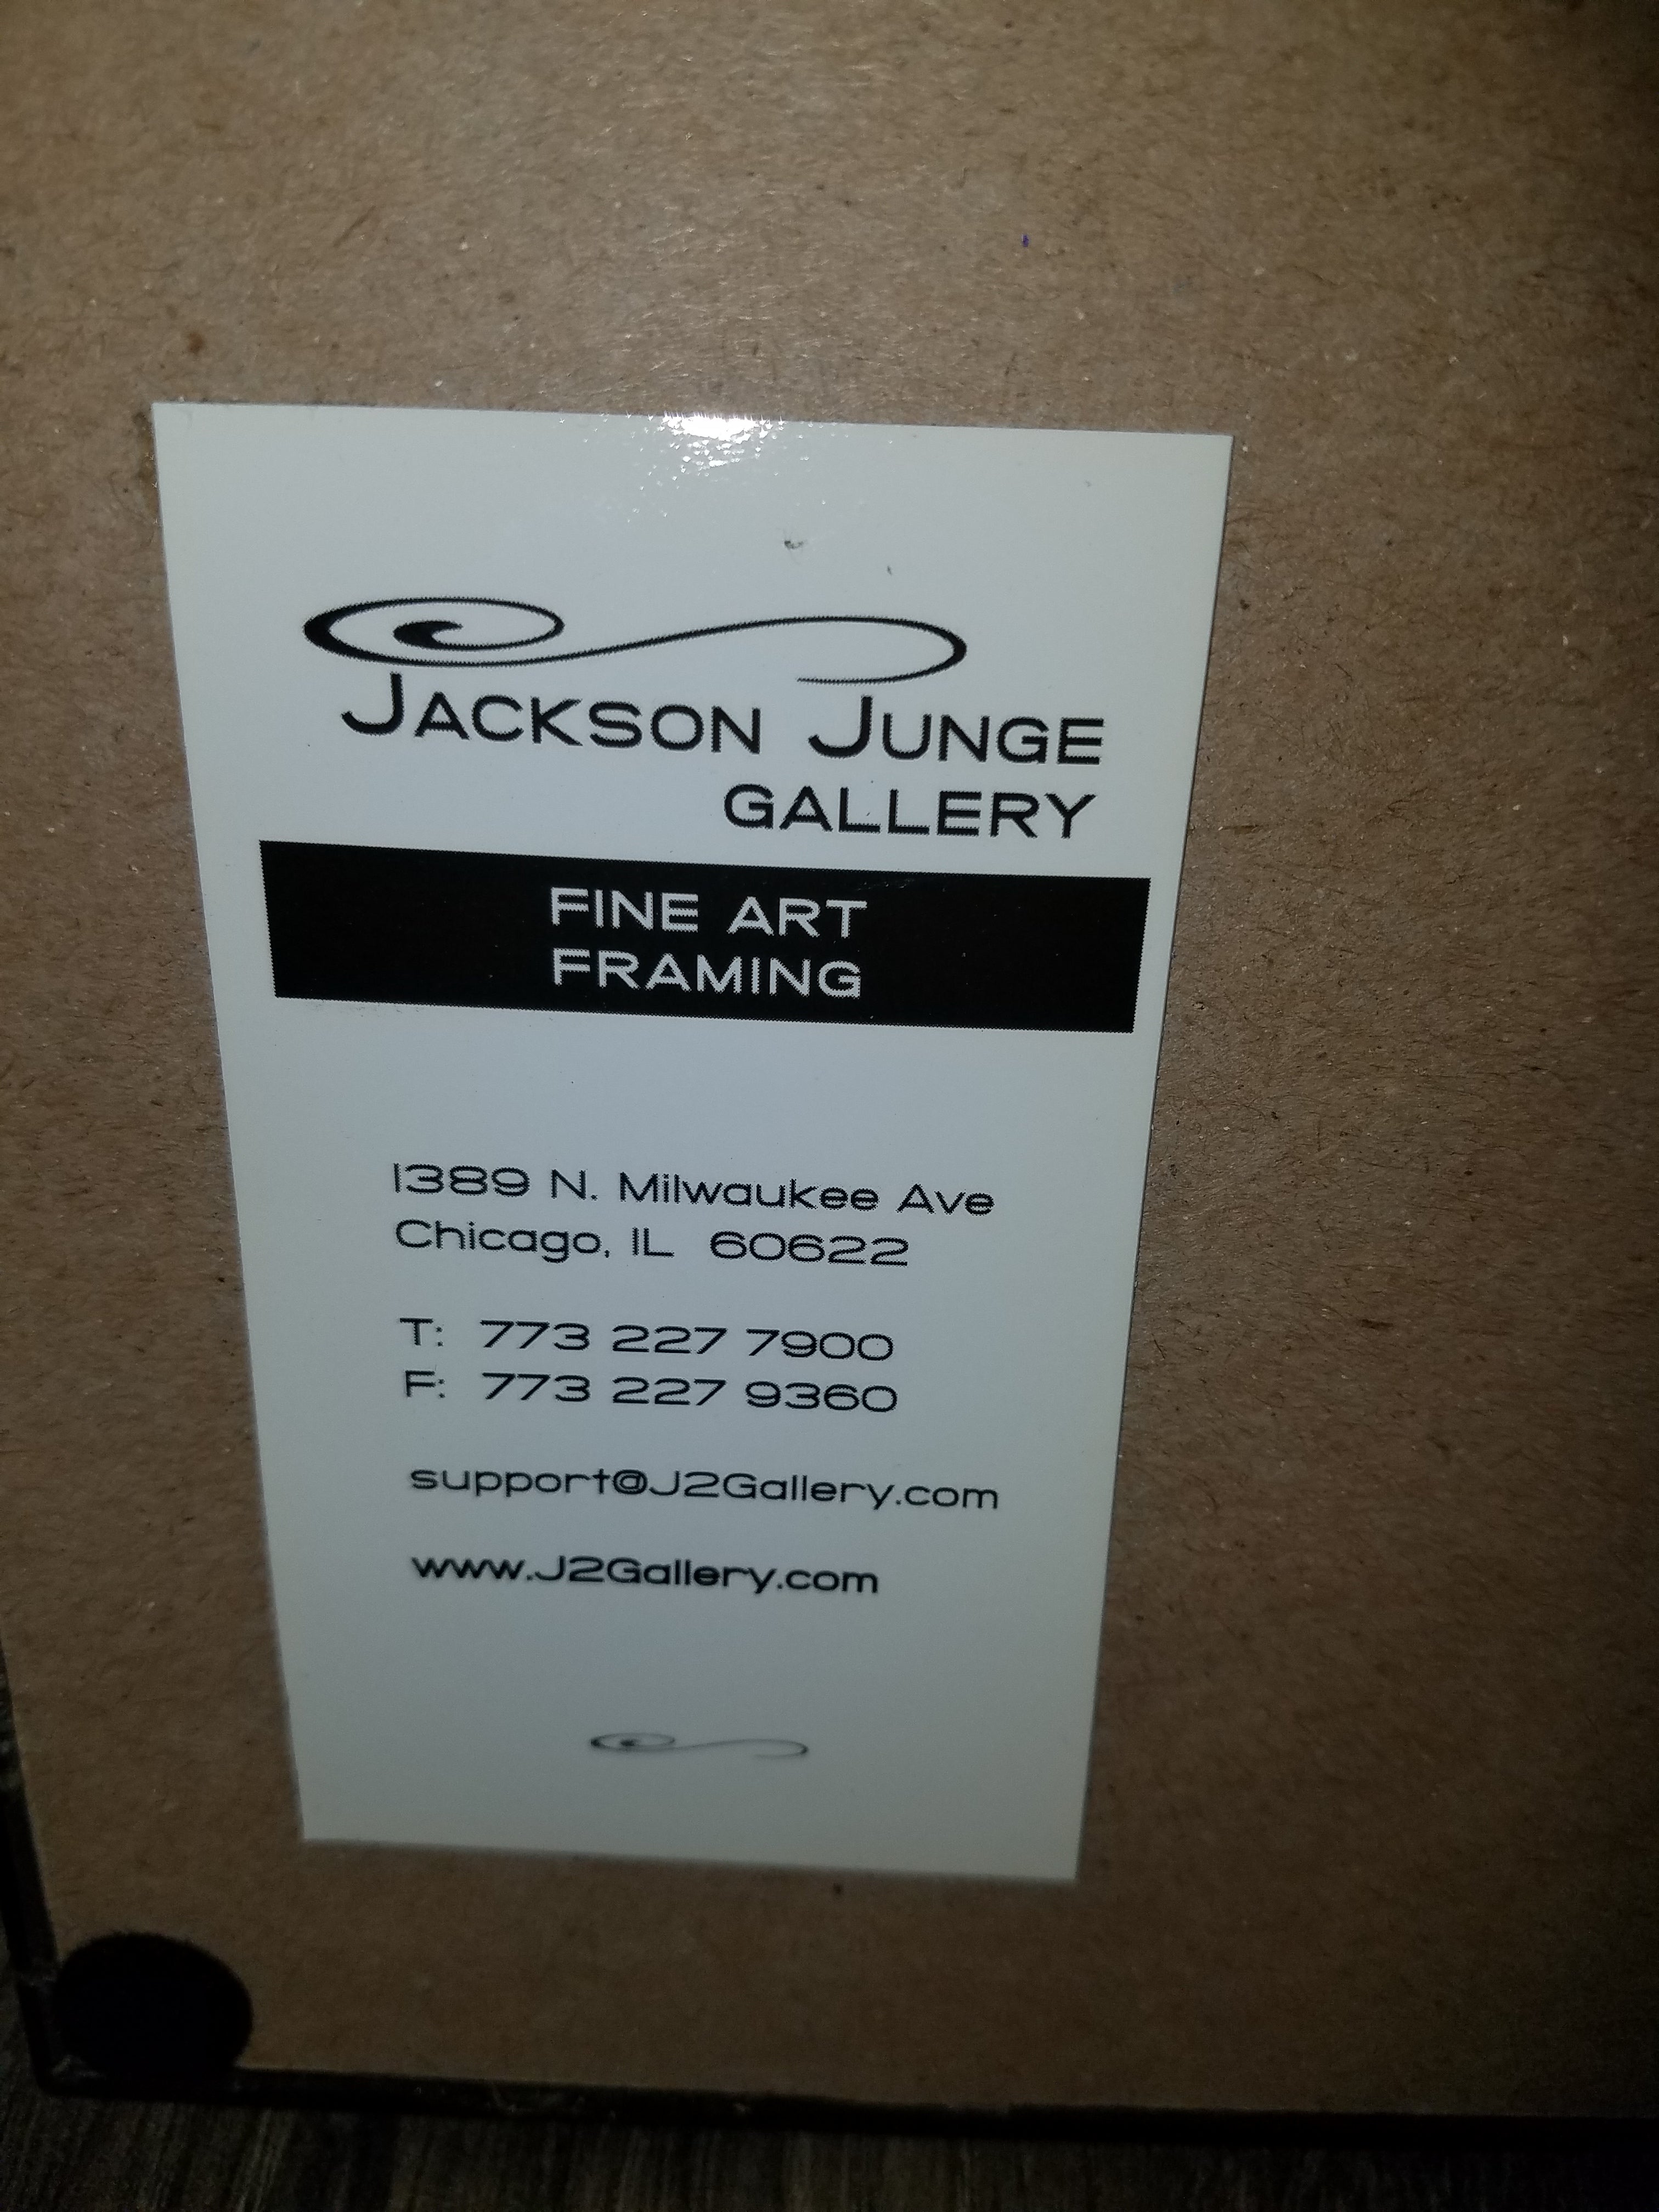 JACKSON JUNGE
GALLERY
FINE ART
FRAMING
1389 N. Milwaukee Ave
Chicago, IL 60622
T: 773 227 7900
F: 773 227 9360
support@J2Gallery.com
www.J2Gallery.com